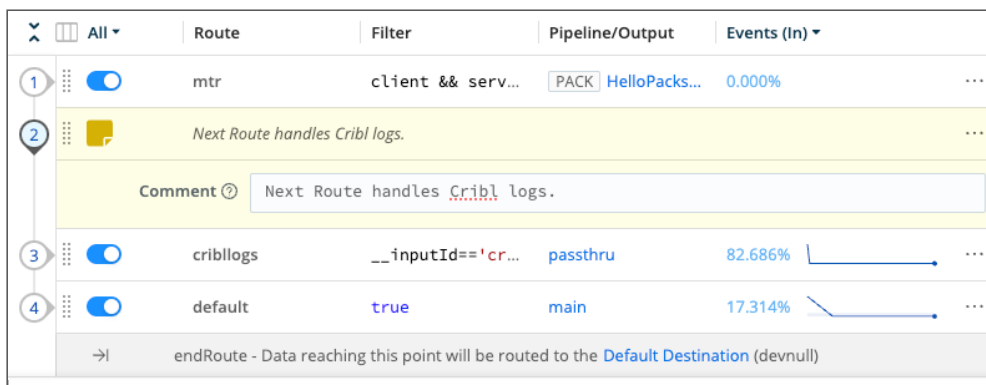 All Route Filter Pipeline/Output Events (In)
1 mtr client && serv... PACK HelloPacks... 0.000% ...
2 Next Route handles Cribl logs. ...
Comment ? Next Route handles Cribl logs.
3 cribllogs __inputId=='cr... passthru 82.686% ...
4 default true main 17.314% ...
endRoute - Data reaching this point will be routed to the Default Destination (devnull)